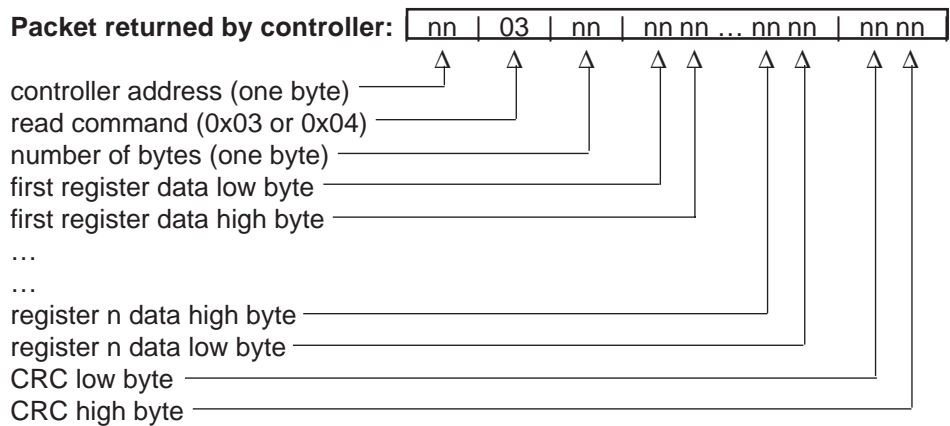 Packet returned by controller: | nn | 03 | nn | nn nn … nn nn | nn nn |
controller address (one byte)
read command (0x03 or 0x04)
number of bytes (one byte)
first register data low byte
first register data high byte
…
…
register n data high byte
register n data low byte
CRC low byte
CRC high byte